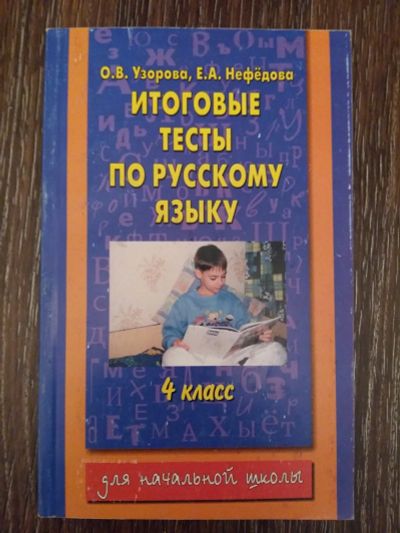 О.В. Узорова, Е.А. Нефёдова
ИТОГОВЫЕ
ТЕСТЫ
ПО РУССКОМУ
ЯЗЫКУ
4 класс
для начальной школы